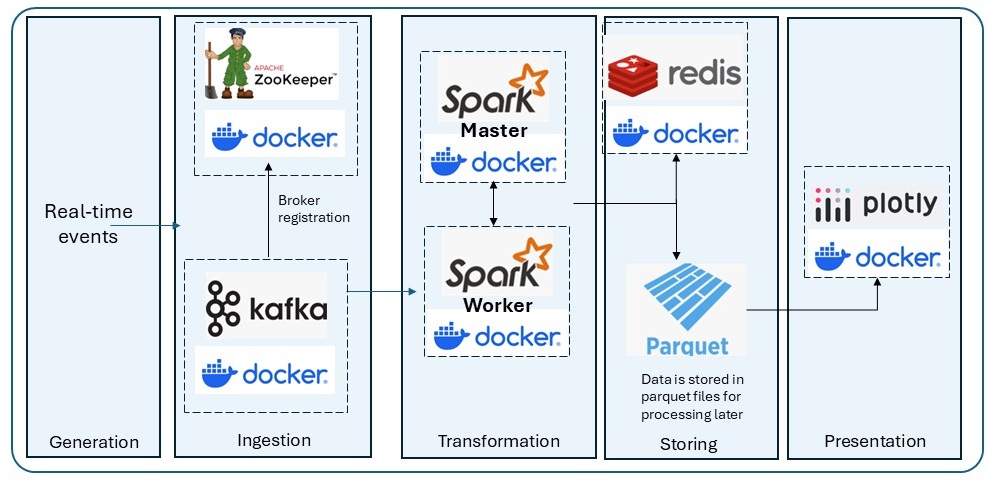 Real-time
events
Generation
APACHE
ZooKeeper™
docker
Broker
registration
kafka
docker
Ingestion
Spark
Master
docker
Spark
Worker
docker
Transformation
redis
docker
Parquet
Data is stored in
parquet files for
processing later
Storing
plotly
docker
Presentation